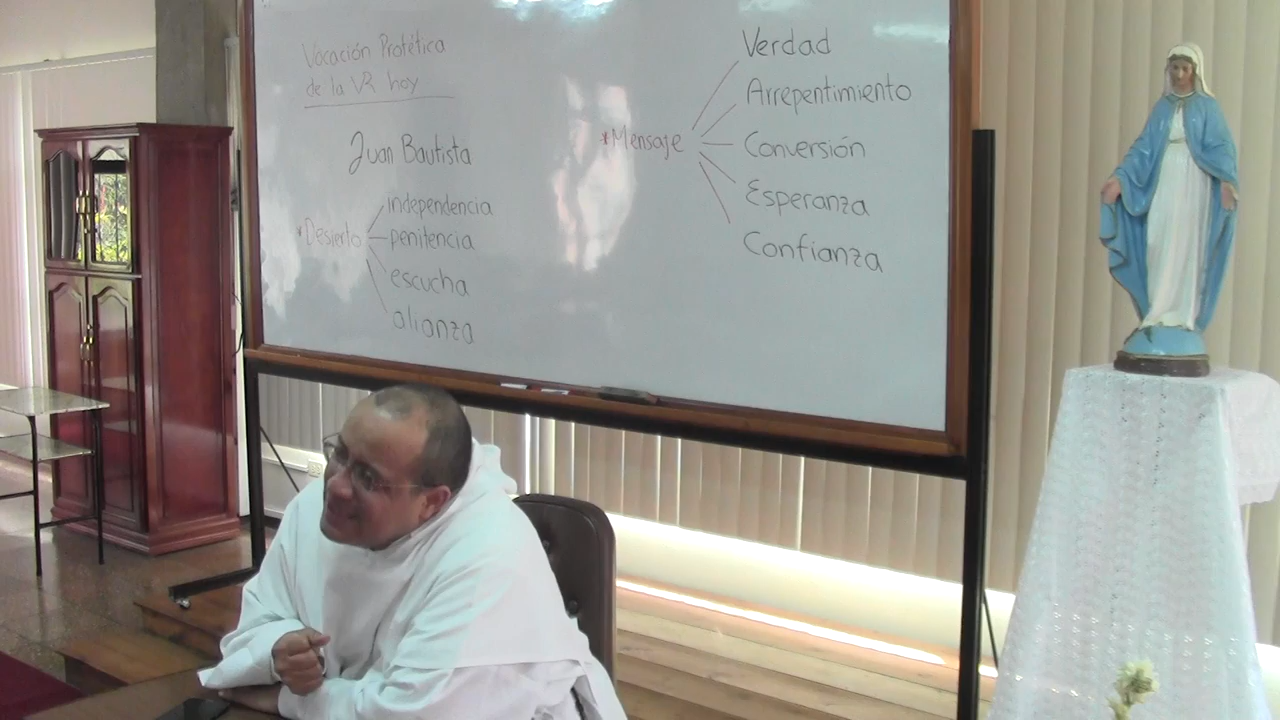 Vocación Profética
de la VR hoy
Juan Bautista
*Desierto
independencia
penitencia
escucha
alianza
*Mensaje
Verdad
Arrepentimiento
Conversión
Esperanza
Confianza